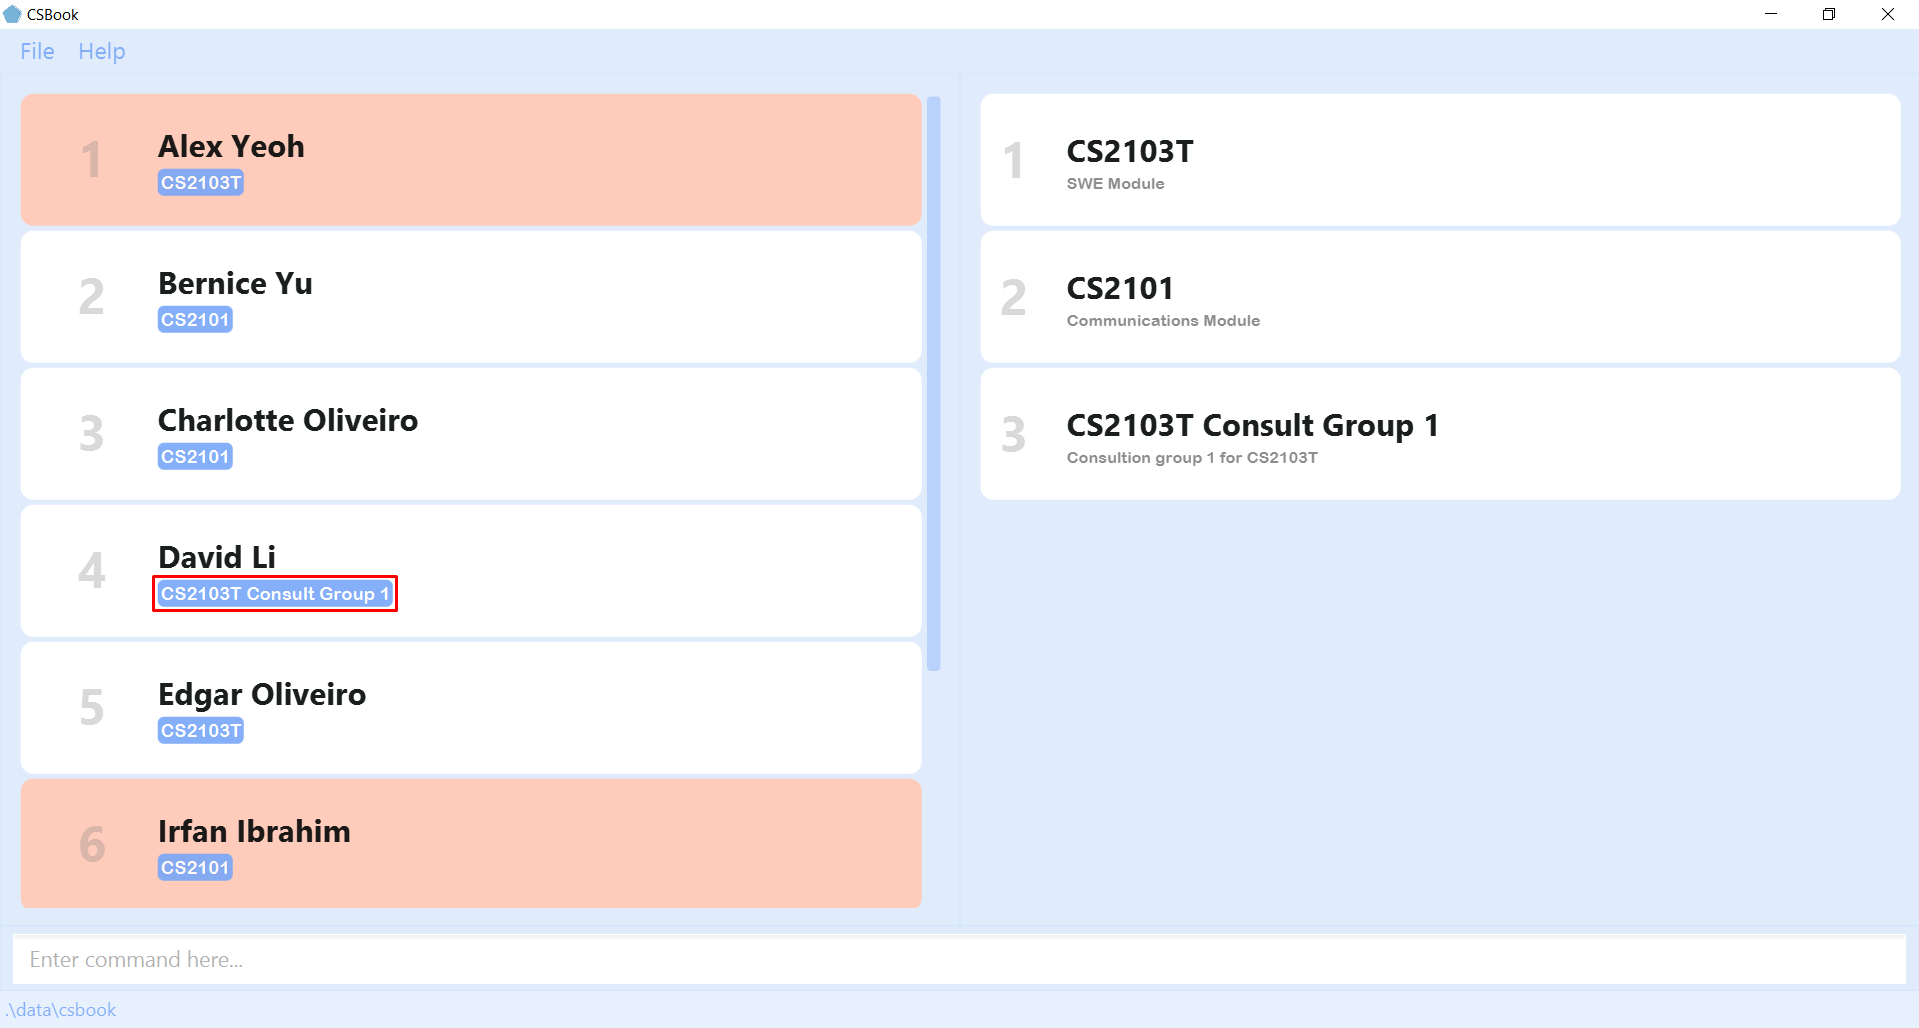 CSBook
File Help
1
Alex Yeoh
CS2103T
2
Bernice Yu
CS2101
3
Charlotte Oliveiro
CS2101
4
David Li
CS2103T Consult Group 1
5
Edgar Oliveiro
CS2103T
6
Irfan Ibrahim
CS2101
1
CS2103T
SWE Module
2
CS2101
Communications Module
3
CS2103T Consult Group 1
Consultion group 1 for CS2103T
Enter command here...
.\data\csbook